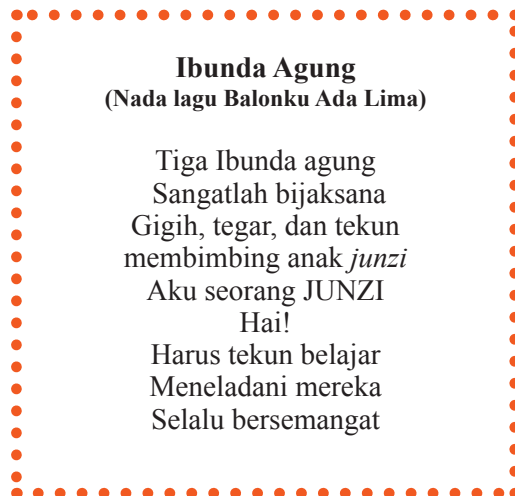 Ibunda Agung
(Nada lagu Balonku Ada Lima)
Tiga Ibunda agung
Sangatlah bijaksana
Gigih, tegar, dan tekun
membimbing anak junzi
Aku seorang JUNZI
Hai!
Harus tekun belajar
Meneladani mereka
Selalu bersemangat